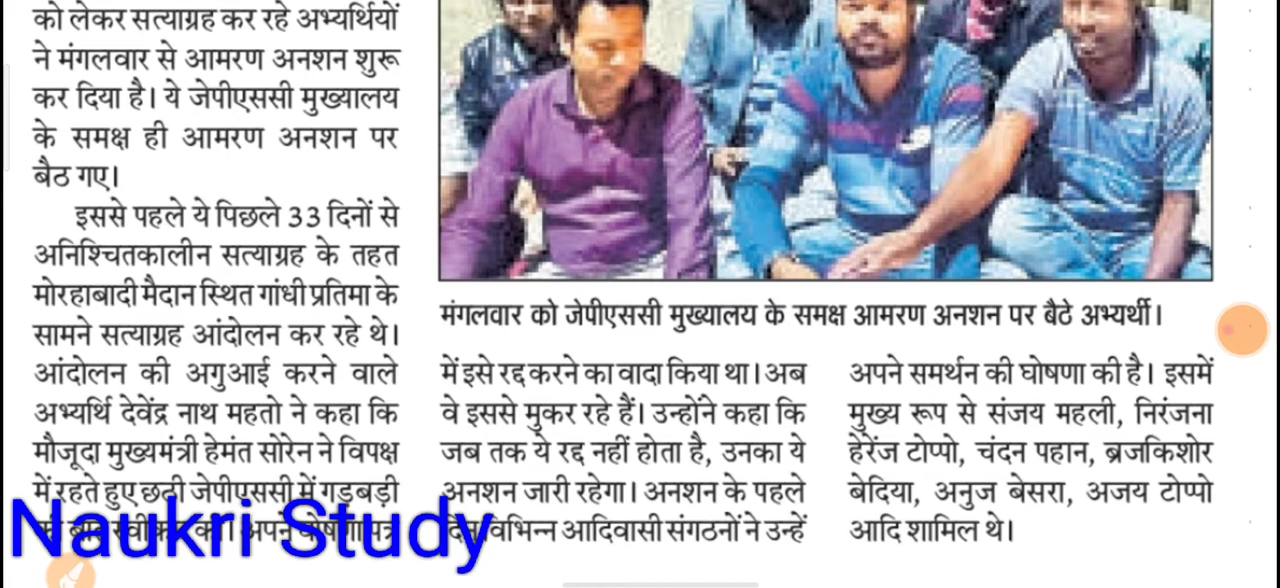 को लेकर सत्याग्रह कर रहे अभ्यर्थियों
ने मंगलवार से आमरण अनशन शुरू
कर दिया है। ये जेपीएससी मुख्यालय
के समक्ष ही आमरण अनशन पर
बैठ गए।
इससे पहले ये पिछले 33 दिनों से
अनिश्चितकालीन सत्याग्रह के तहत
मोरहाबादी मैदान स्थित गांधी प्रतिमा के
सामने सत्याग्रह आंदोलन कर रहे थे।
आंदोलन की अगुआई करने वाले
अभ्यर्थि देवेंद्र नाथ महतो ने कहा कि
मौजूदा मुख्यमंत्री हेमंत सोरेन ने विपक्ष
में रहते हुए छठी जेपीएससी में गड़बड़ी
अपने
मंगलवार को जेपीएससी मुख्यालय के समक्ष आमरण अनशन पर बैठे अभ्यर्थी।
में इसे रद्द करने का वादा किया था। अब
वे इससे मुकर रहे हैं। उन्होंने कहा कि
जब तक ये रद्द नहीं होता है, उनका ये
अनशन जारी रहेगा। अनशन के पहले
विभिन्न आदिवासी संगठनों ने उन्हें
अपने समर्थन की घोषणा की है। इसमें
मुख्य रूप से संजय महली, निरंजना
हेरेंज टोप्पो, चंदन पहान, ब्रजकिशोर
बेदिया, अनुज बेसरा, अजय टोप्पो
आदि शामिल थे।
Naukri Study